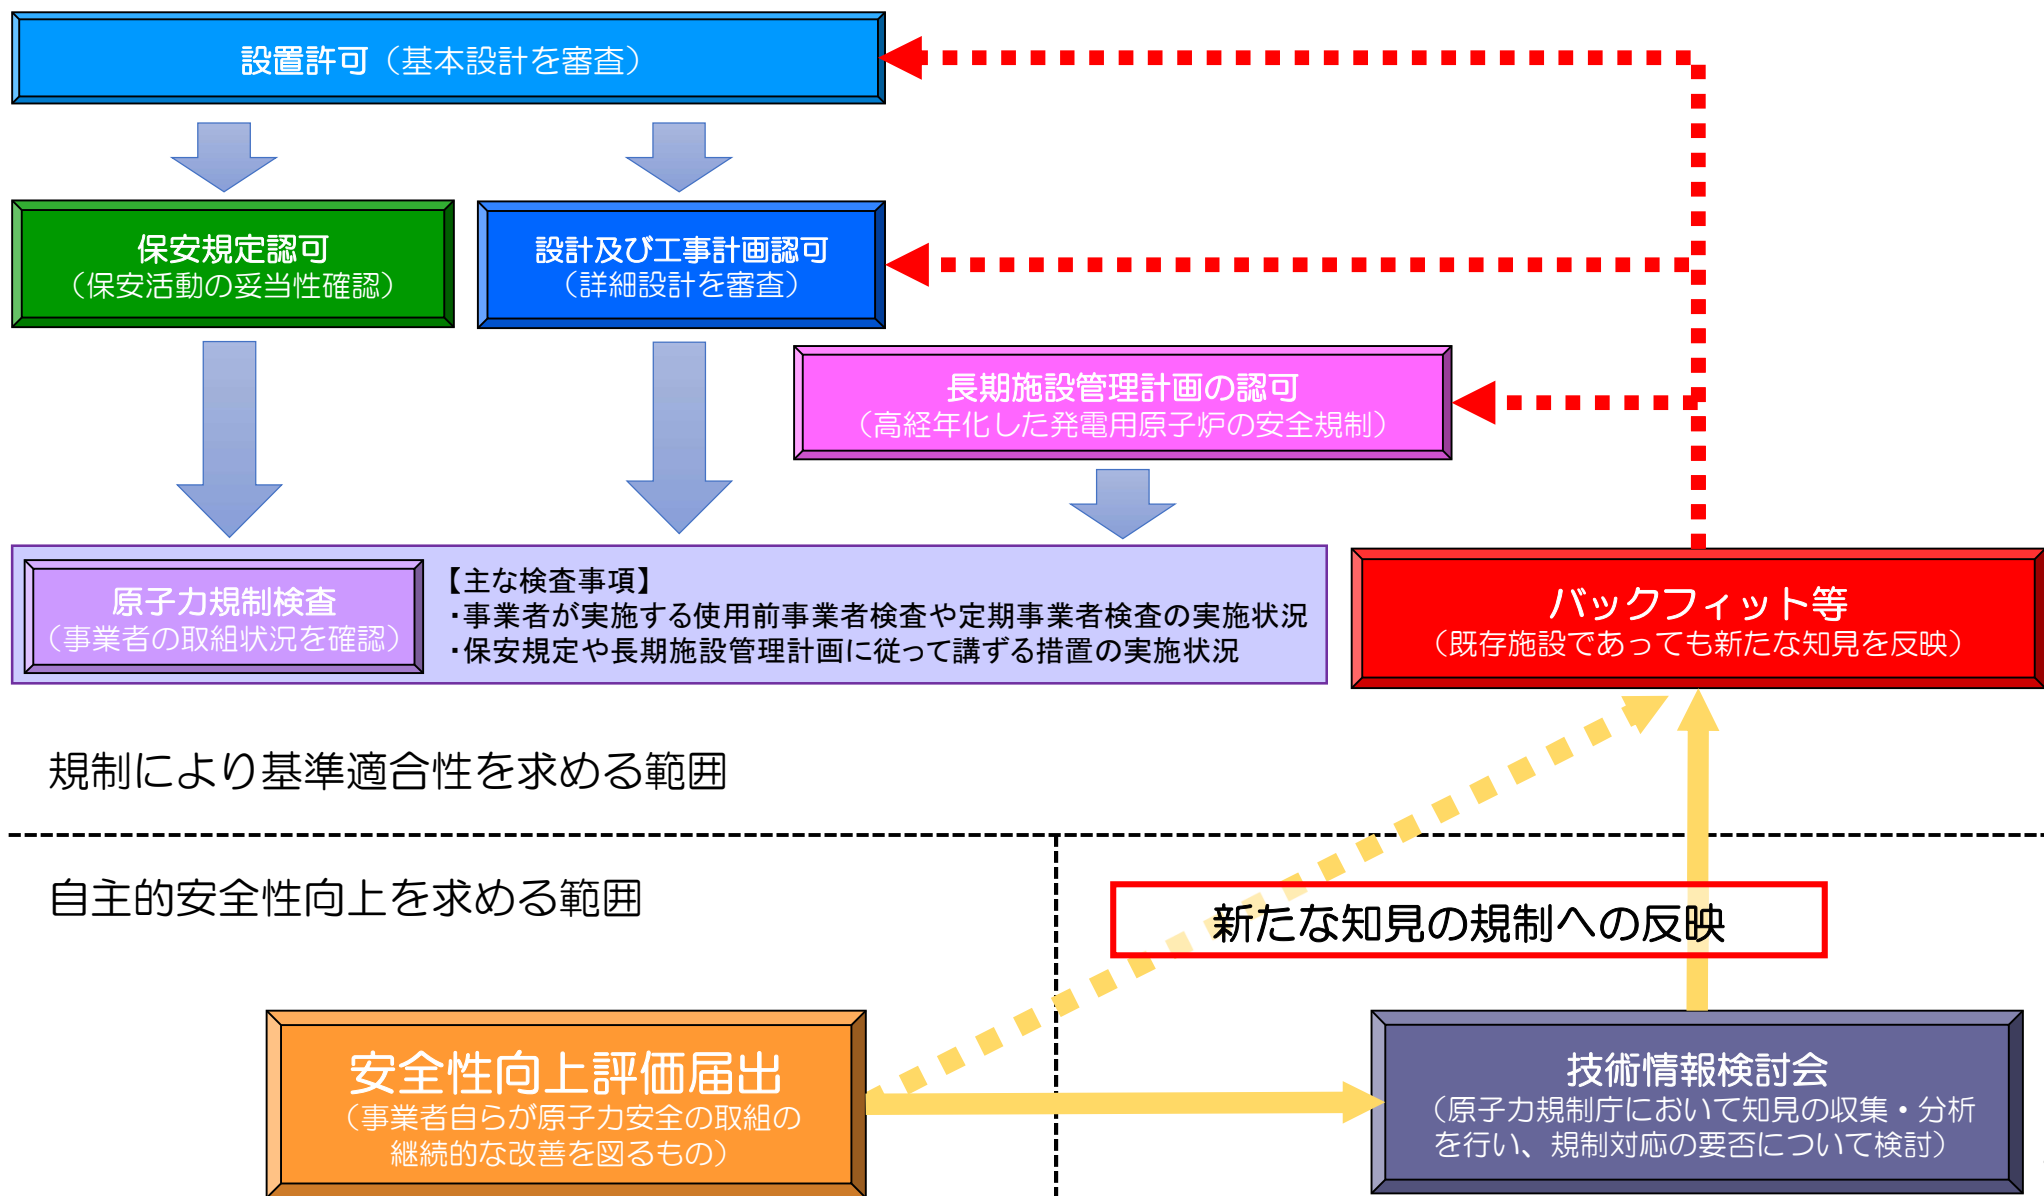 設置許可（基本設計を審査）
保安規定認可
（保安活動の妥当性確認）
設計及び工事計画認可
（詳細設計を審査）
長期施設管理計画の認可
（高経年化した発電用原子炉の安全規制）
原子力規制検査
（事業者の取組状況を確認）
【主な検査事項】
・事業者が実施する使用前事業者検査や定期事業者検査の実施状況
・保安規定や長期施設管理計画に従って講ずる措置の実施状況
バックフィット等
（既存施設であっても新たな知見を反映）
規制により基準適合性を求める範囲
自主的安全性向上を求める範囲
新たな知見の規制への反映
安全性向上評価届出
（事業者自らが原子力安全の取組の
継続的な改善を図るもの）
技術情報検討会
（原子力規制庁において知見の収集・分析
を行い、規制対応の要否について検討）